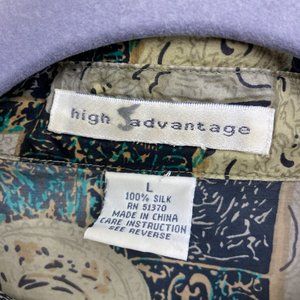 high advantage
L
100% SILK
RN 51370
MADE IN CHINA
CARE INSTRUCTION
SEE REVERSE